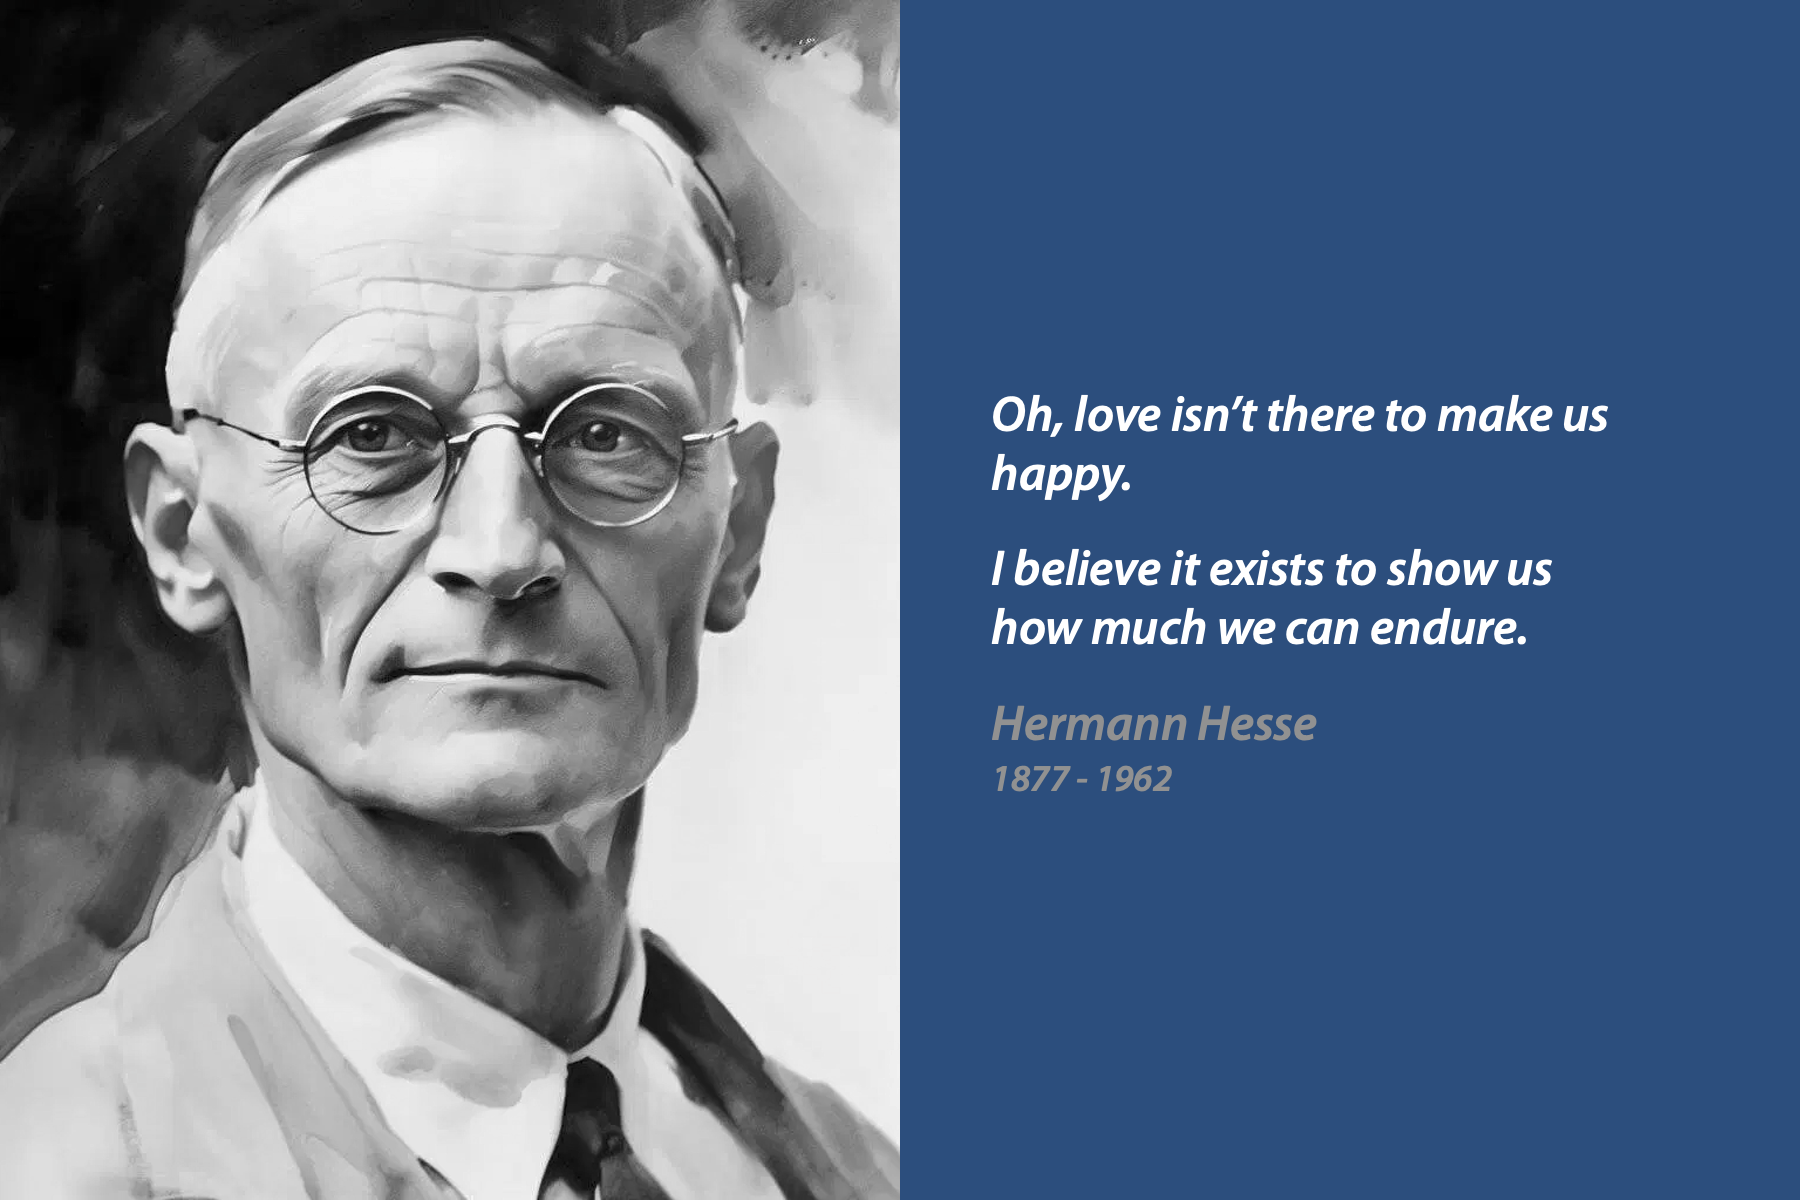 Oh, love isn’t there to make us
happy.
I believe it exists to show us
how much we can endure.
Hermann Hesse
1877 - 1962